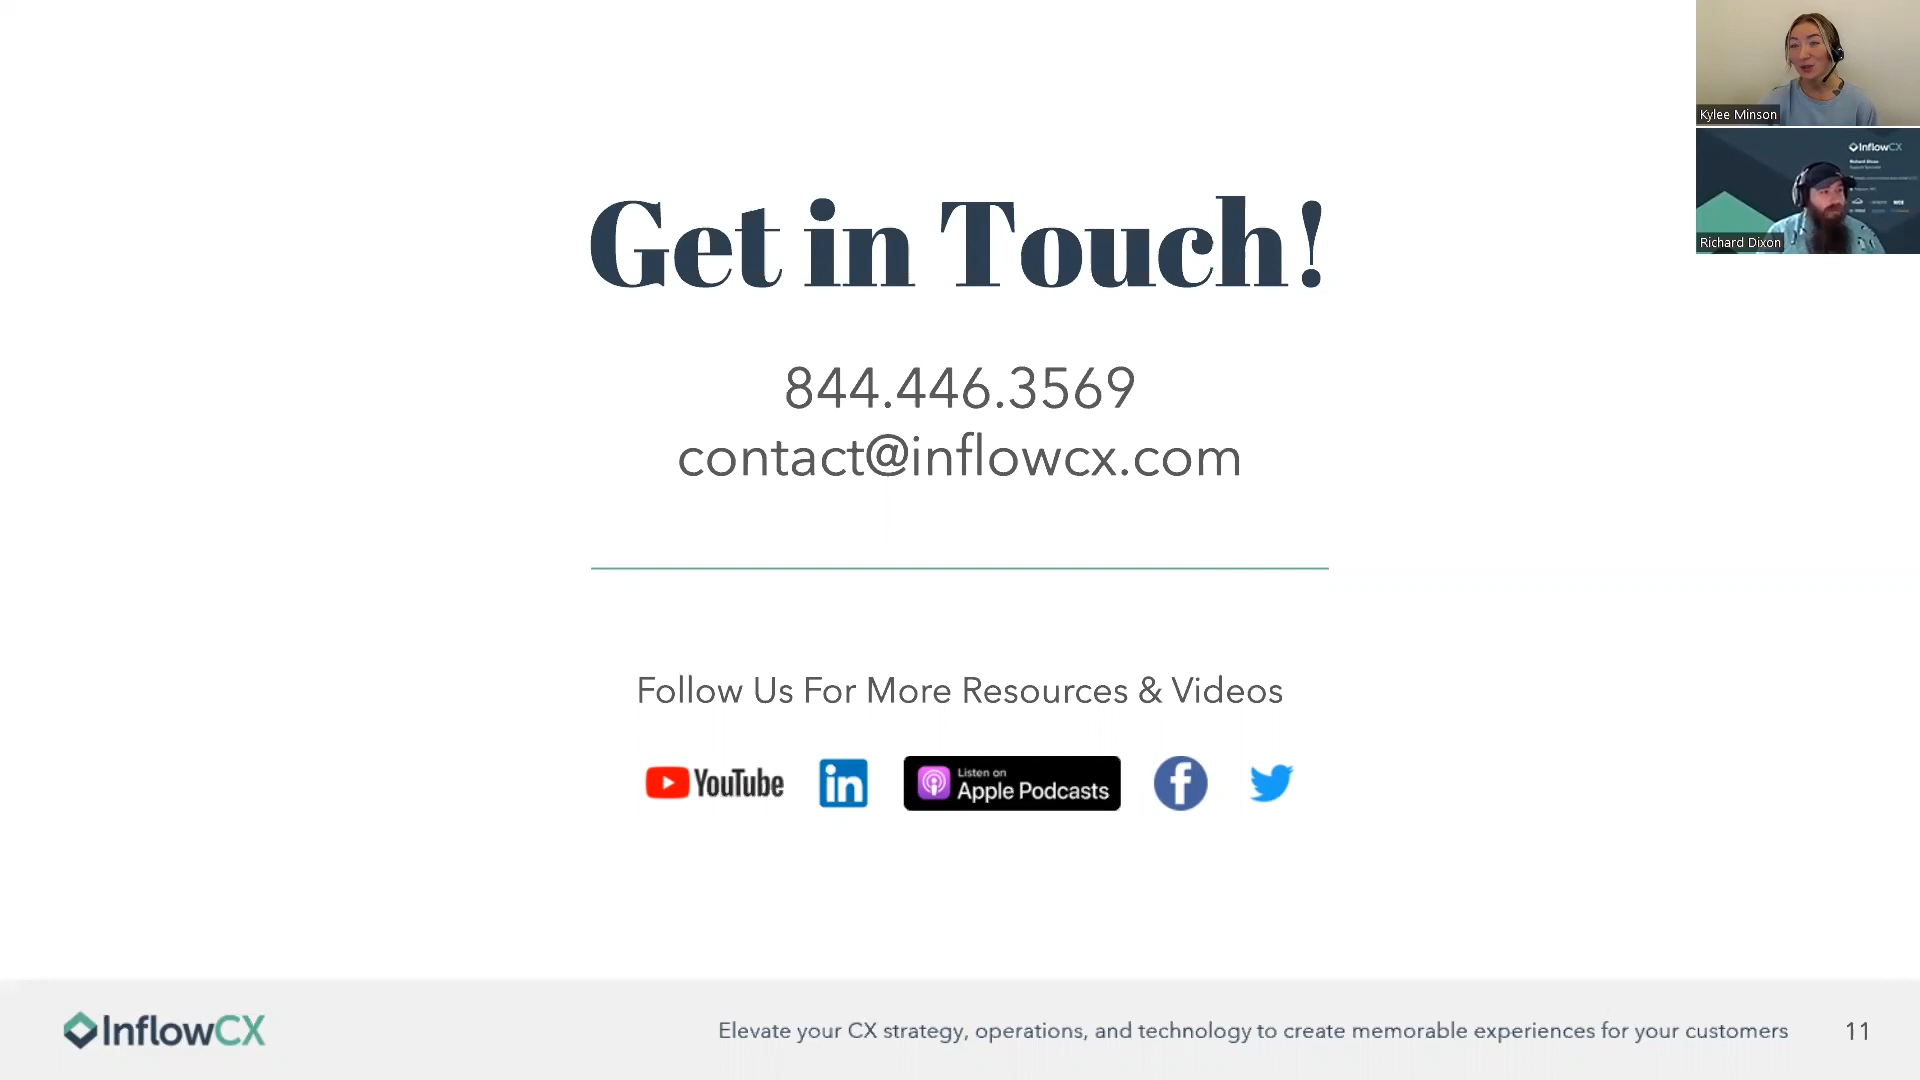 Kylee Minson
InflowCX
Richard Dixon
Get in Touch!
844.446.3569
contact@inflowcx.com
Follow Us For More Resources & Videos
YouTube
in
Listen on
Apple Podcasts
f
InflowCX
Elevate your CX strategy, operations, and technology to create memorable experiences for your customers
11